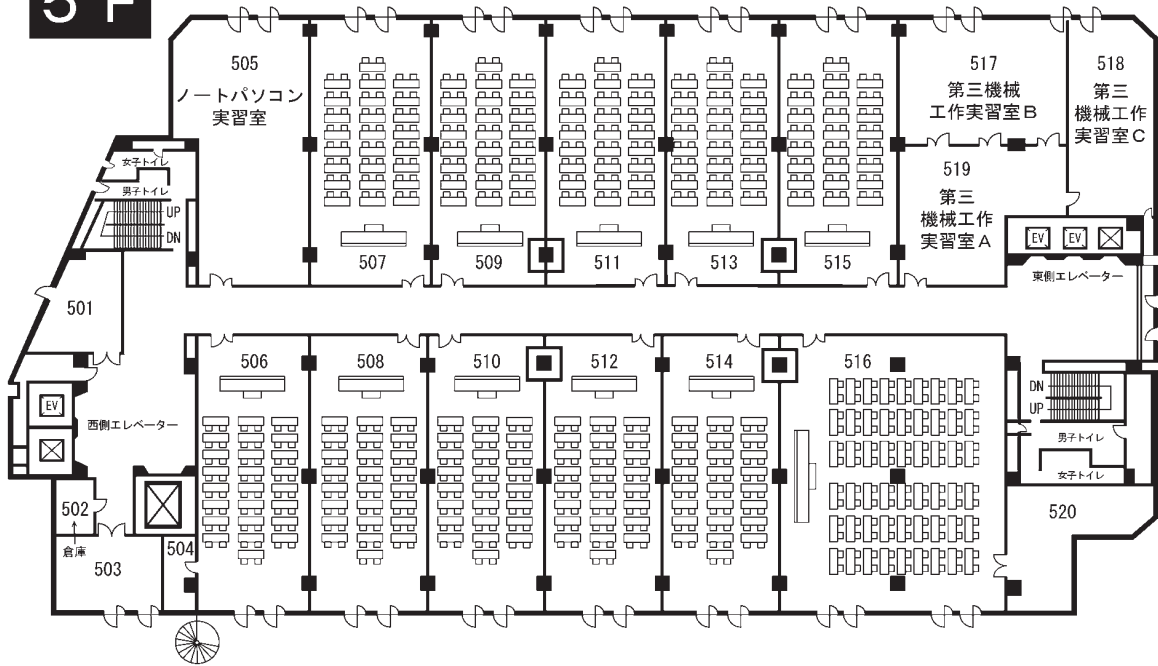 5F
505
ノートパソコン
実習室
517
第三機械
工作実習室B
518
第三
機械工作
実習室C
519
第三
機械工作
実習室A
女子トイレ
男子トイレ
UP
DN
507
509
511
513
515
EV
EV
東側エレベーター
501
506
508
510
512
514
516
DN
UP
EV
西側エレベーター
男子トイレ
女子トイレ
502
倉庫
503
504
520